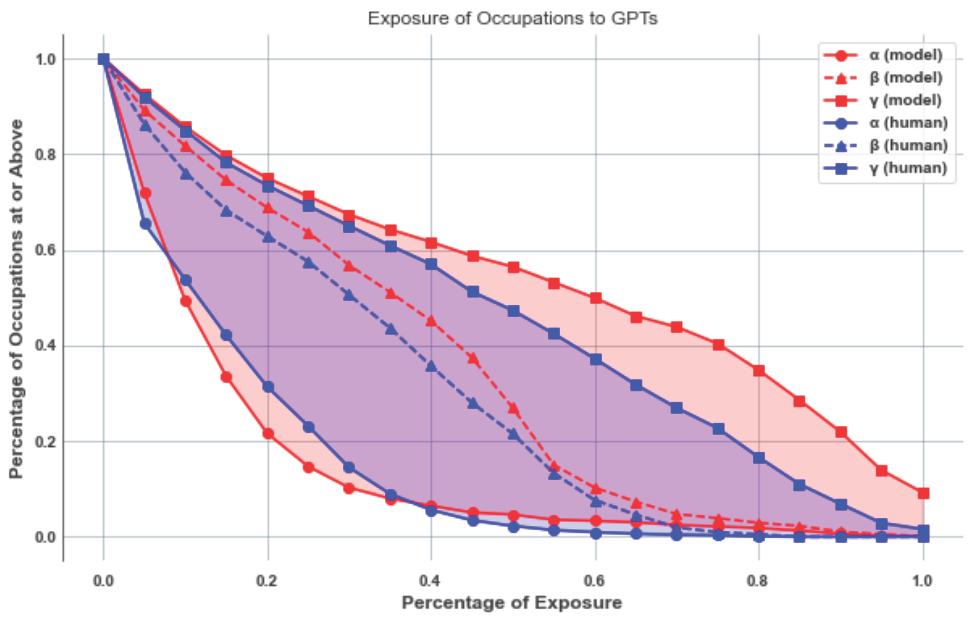 Exposure of Occupations to GPTs
Percentage of Occupations at or Above
1.0
0.8
0.6
0.4
0.2
0.0
α (model)
β (model)
γ (model)
α (human)
β (human)
γ (human)
0.0 0.2 0.4 0.6 0.8 1.0
Percentage of Exposure